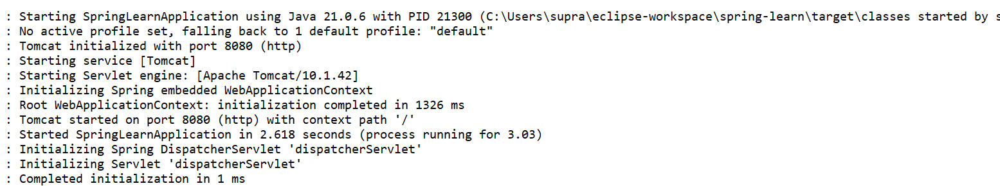 : Starting SpringLearnApplication using Java 21.0.6 with PID 21300 (C:\Users\supra\eclipse-workspace\spring-learn\target\classes started by s
: No active profile set, falling back to 1 default profile: "default"
: Tomcat initialized with port 8080 (http)
: Starting service [Tomcat]
: Starting Servlet engine: [Apache Tomcat/10.1.42]
: Initializing Spring embedded WebApplicationContext
: Root WebApplicationContext: initialization completed in 1326 ms
: Tomcat started on port 8080 (http) with context path '/'
: Started SpringLearnApplication in 2.618 seconds (process running for 3.03)
: Initializing Spring DispatcherServlet 'dispatcherServlet'
: Initializing Servlet 'dispatcherServlet'
: Completed initialization in 1 ms